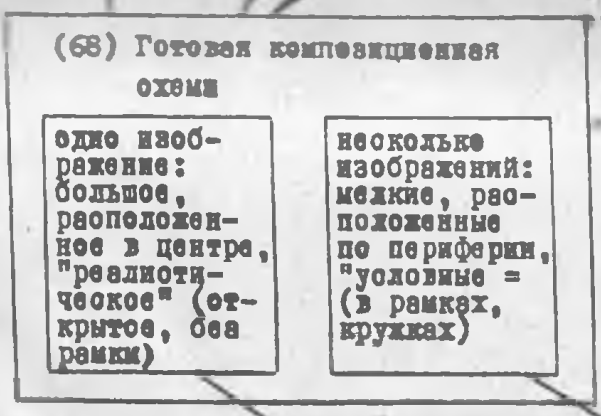 (68) Готовая композиционная
схема
одно изоб-
ражение:
большое,
расположен-
ное в центре,
"реалисти-
ческое" (от-
крытое, без
рамки)
несколько
изображений:
мелкие, рас-
положенные
по периферии,
"условные =
(в рамках,
кружках)